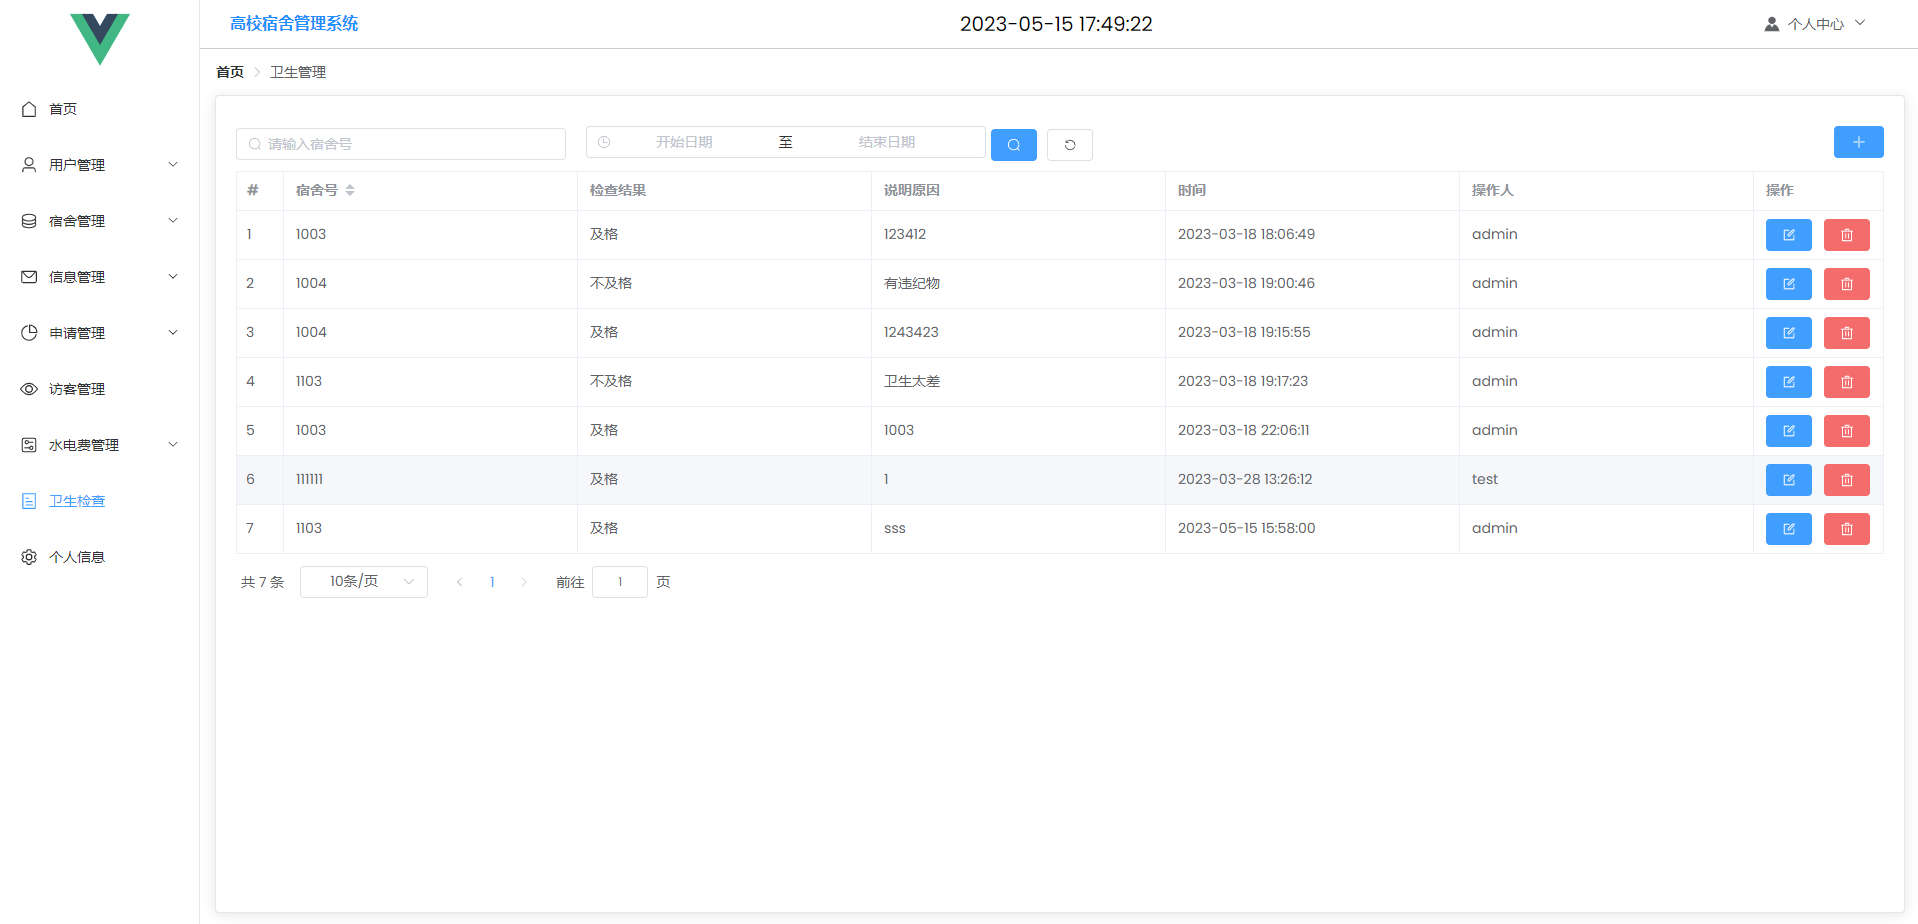 高校宿舍管理系统
2023-05-15 17:49:22
个人中心
首页
用户管理
宿舍管理
信息管理
申请管理
访客管理
水电费管理
卫生检查
个人信息
首页 卫生管理
请输入宿舍号 开始日期 至 结束日期
# 宿舍号 检查结果 说明原因 时间 操作人 操作
1 1003 及格 123412 2023-03-18 18:06:49 admin
2 1004 不及格 有违纪物 2023-03-18 19:00:46 admin
3 1004 及格 1243423 2023-03-18 19:15:55 admin
4 1103 不及格 卫生太差 2023-03-18 19:17:23 admin
5 1003 及格 1003 2023-03-18 22:06:11 admin
6 111111 及格 1 2023-03-28 13:26:12 test
7 1103 及格 sss 2023-05-15 15:58:00 admin
共 7 条 10条/页 1 前往 1 页